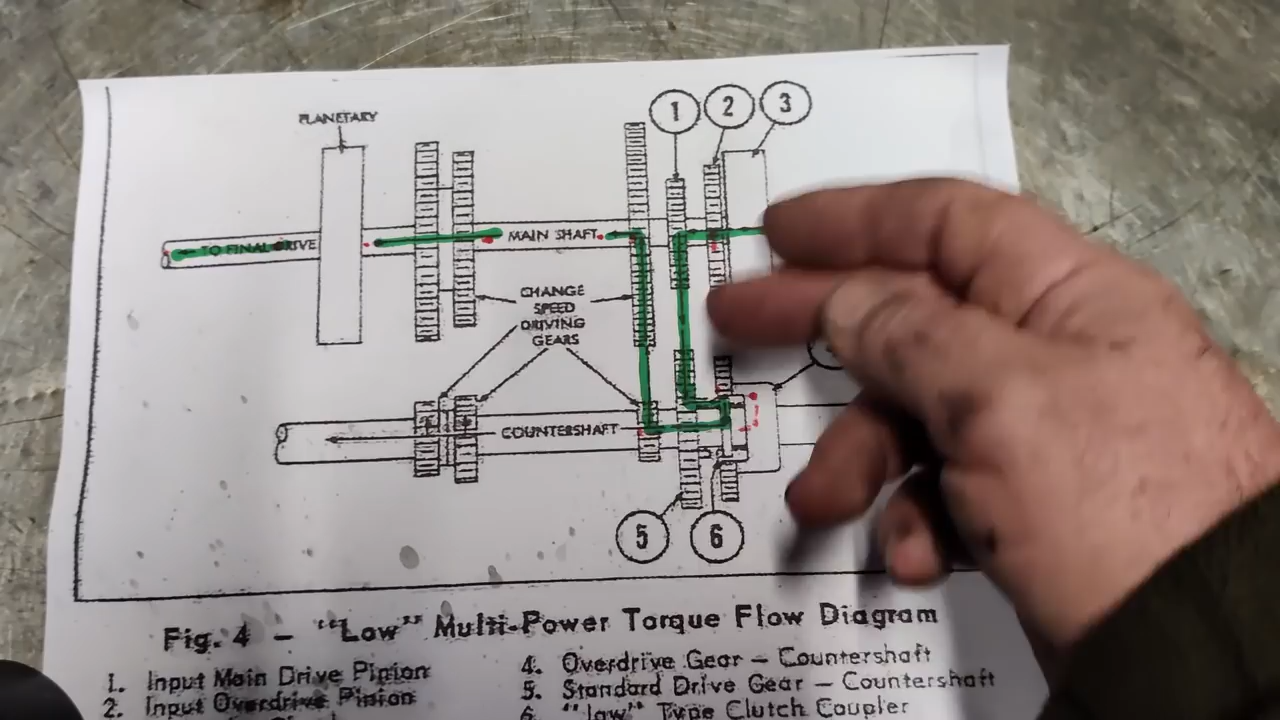 PLANETARY
1 2 3
TO FINAL DRIVE
MAIN SHAFT
CHANGE
SPEED
DRIVING
GEARS
COUNTERSHAFT
5 6
Fig. 4 - "Low" Multi-Power Torque Flow Diagram
1. Input Main Drive Pinion
2. Input Overdrive Pinion
4. Overdrive Gear - Countershaft
5. Standard Drive Gear - Countershaft
6. "law" Type Clutch Coupler